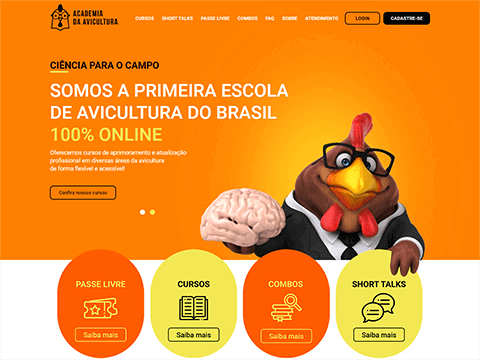 ACADEMIA
DA AVICULTURA
CURSOS SHORT TALKS PASSE LIVRE COMBOS FAQ SOBRE ATENDIMENTO LOGIN CADASTRE-SE
CIÊNCIA PARA O CAMPO
SOMOS A PRIMEIRA ESCOLA
DE AVICULTURA DO BRASIL
100% ONLINE
Oferecemos cursos de aprimoramento e atualização
profissional em diversas áreas da avicultura
de forma flexível e acessível!
Confira nossos cursos
PASSE LIVRE CURSOS COMBOS SHORT TALKS
Saiba mais Saiba mais Saiba mais Saiba mais